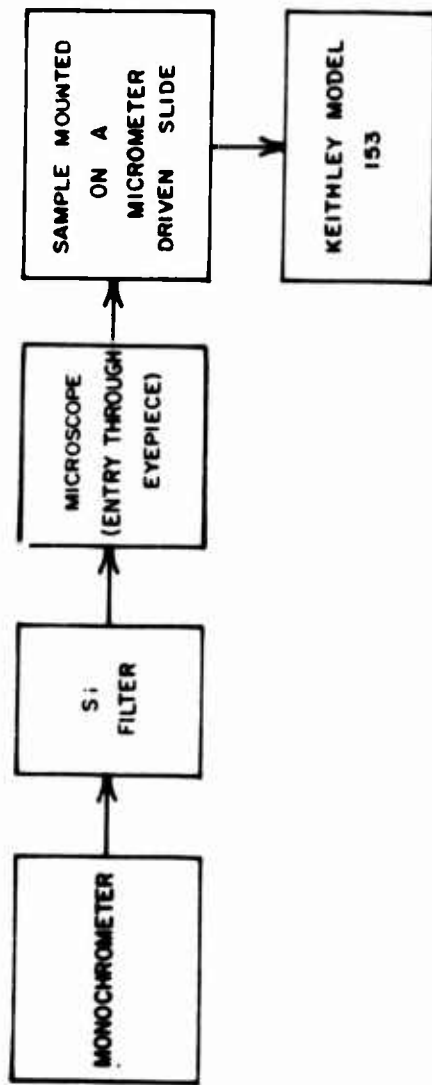 MONOCHROMETER
Si
FILTER
MICROSCOPE
(ENTRY THROUGH
EYEPIECE)
SAMPLE MOUNTED
ON A
MICROMETER
DRIVEN SLIDE
KEITHLEY MODEL
153